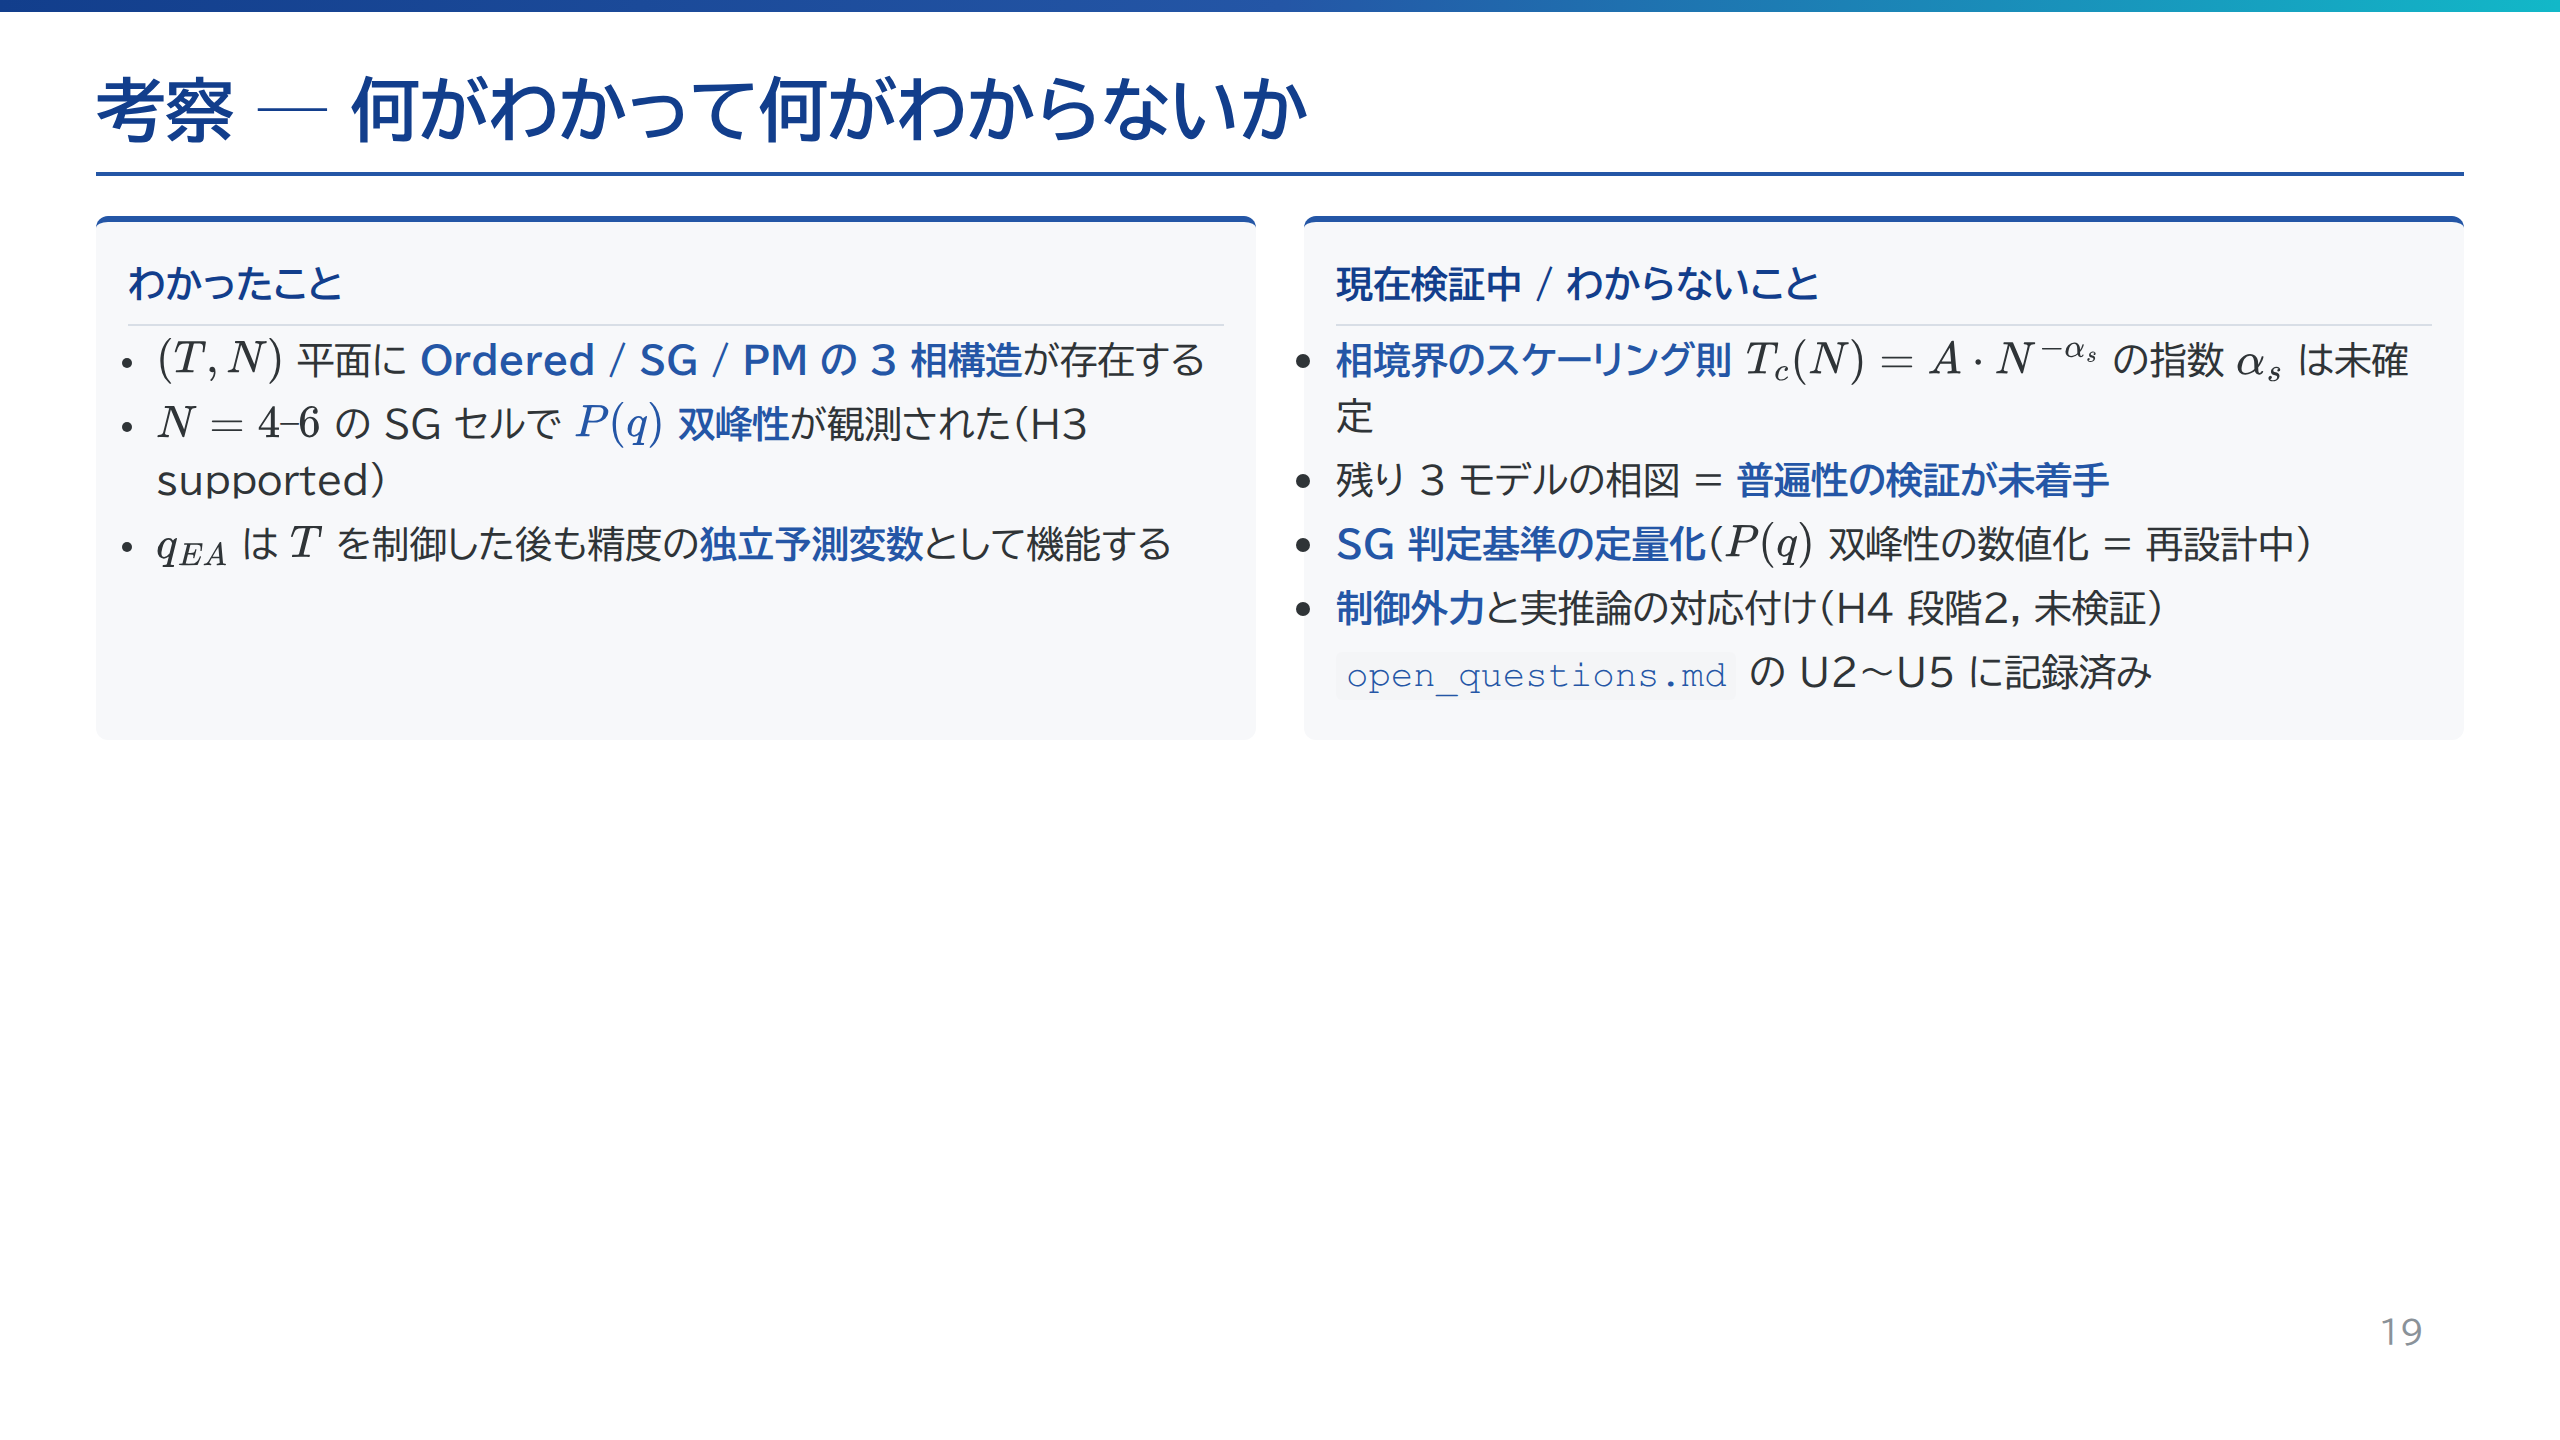 考察 — 何がわかって何がわからないか
わかったこと
• (T, N) 平面に Ordered / SG / PM の 3 相構造が存在する
• N = 4–6 の SG セルで P(q) 双峰性が観測された（H3
supported）
• q_{EA} は T を制御した後も精度の独立予測変数として機能する
現在検証中 / わからないこと
• 相境界のスケーリング則 T_c(N) = A · N^{−α_s} の指数 α_s は未確
定
• 残り 3 モデルの相図 = 普遍性の検証が未着手
• SG 判定基準の定量化（P(q) 双峰性の数値化 = 再設計中）
• 制御外力と実推論の対応付け（H4 段階2, 未検証）
open_questions.md の U2〜U5 に記録済み
19